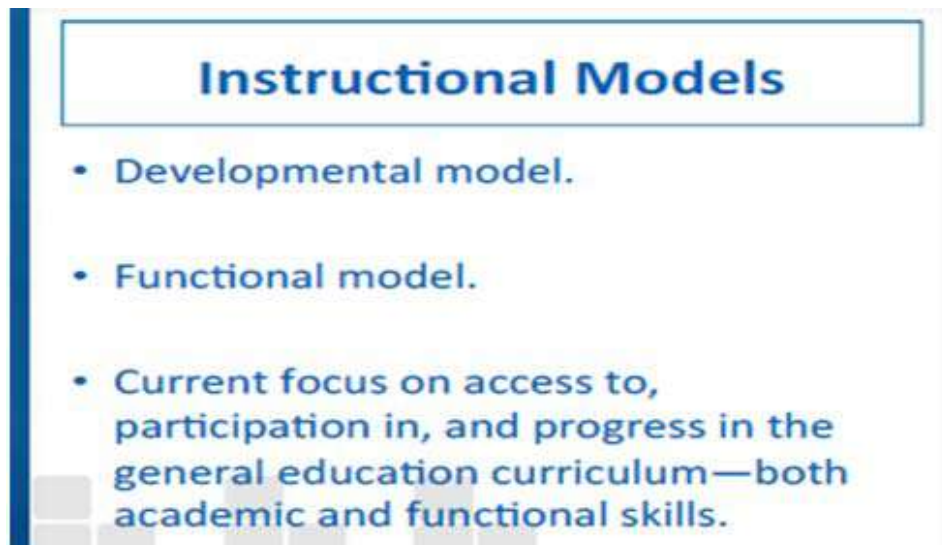 Instructional Models
• Developmental model.
• Functional model.
• Current focus on access to,
participation in, and progress in the
general education curriculum—both
academic and functional skills.